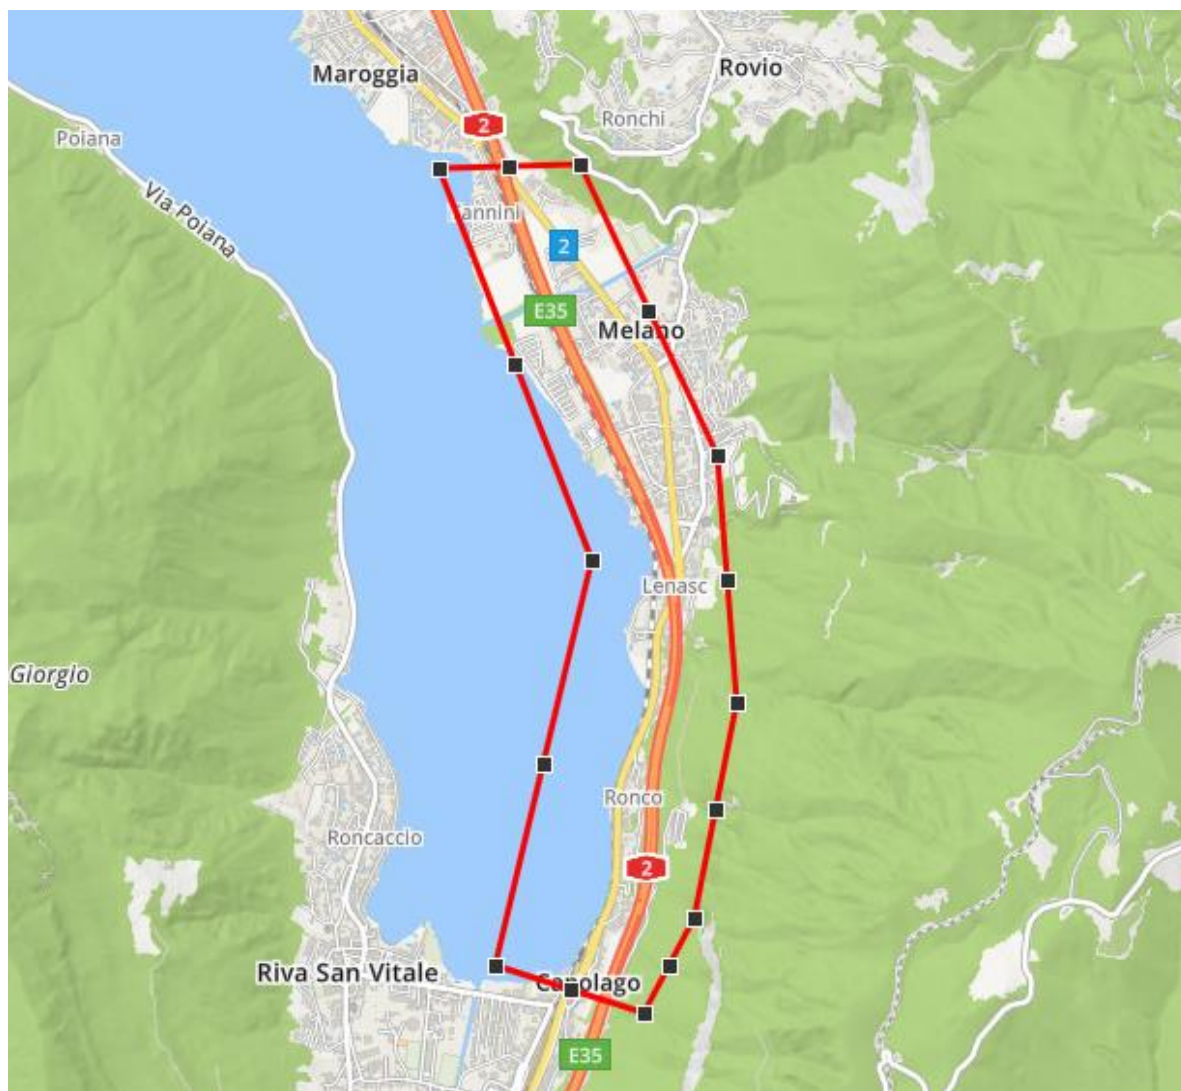 Maroggia
Rovio
2
Ronchi
Poiana
Via Poiana
Tannini
2
E35
Melano
Lenasc
Giorgio
Ronco
Roncaccio
2
Riva San Vitale
Capolago
E35